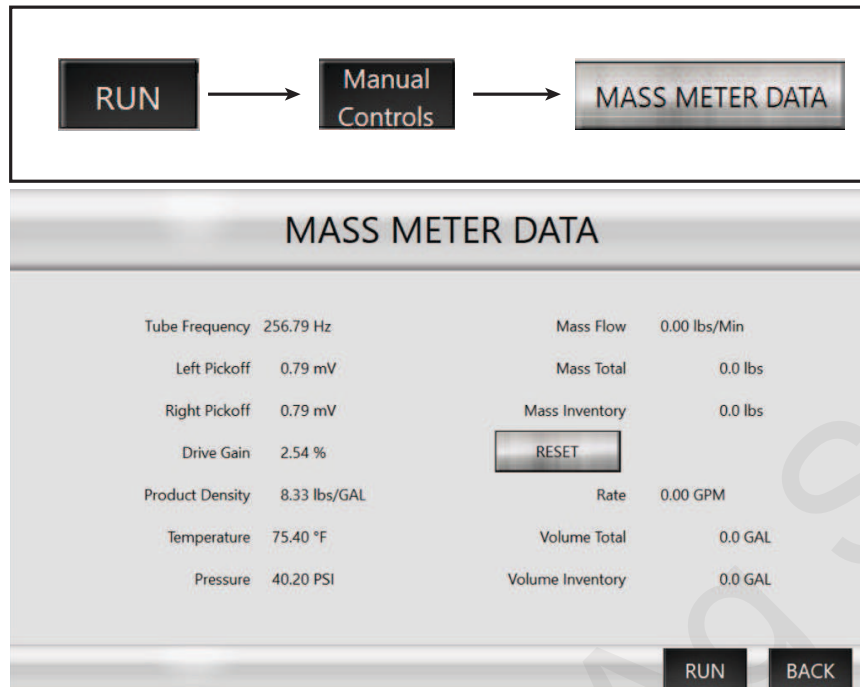 RUN
Manual
Controls
MASS METER DATA
MASS METER DATA
Tube Frequency 256.79 Hz
Left Pickoff 0.79 mV
Right Pickoff 0.79 mV
Drive Gain 2.54 %
Product Density 8.33 lbs/GAL
Temperature 75.40 °F
Pressure 40.20 PSI
Mass Flow 0.00 lbs/Min
Mass Total 0.0 lbs
Mass Inventory 0.0 lbs
RESET
Rate 0.00 GPM
Volume Total 0.0 GAL
Volume Inventory 0.0 GAL
RUN
BACK